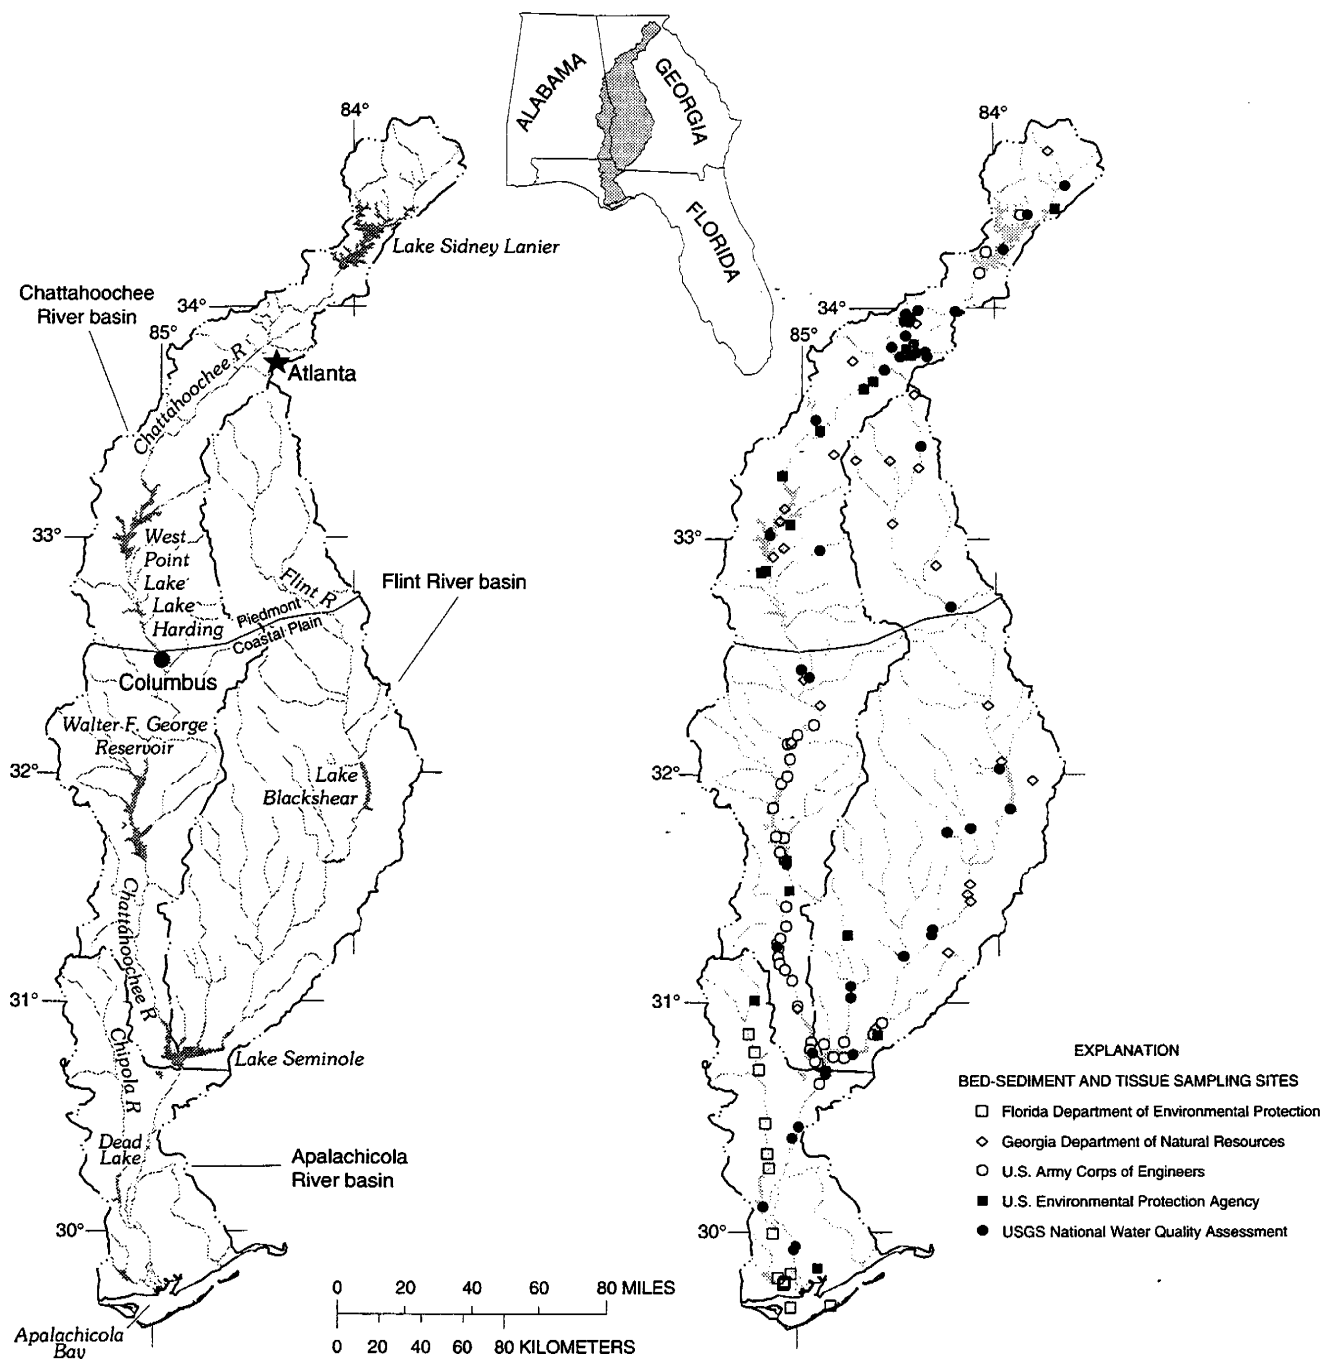 ALABAMA
GEORGIA
FLORIDA
84°
Lake Sidney Lanier
Chattahoochee
River basin
34°
85°
Chattahoochee R
Atlanta
33°
West
Point
Lake
Lake
Harding
Flint R
Piedmont
Coastal Plain
Flint River basin
Columbus
Walter F. George
Reservoir
32°
Lake
Blackshear
Chattahoochee R
31°
Chipola R
Lake Seminole
Dead
Lake
Apalachicola
River basin
30°
Apalachicola
Bay
0 20 40 60 80 MILES
0 20 40 60 80 KILOMETERS
84°
34°
85°
33°
32°
31°
30°
EXPLANATION
BED-SEDIMENT AND TISSUE SAMPLING SITES
Florida Department of Environmental Protection
Georgia Department of Natural Resources
U.S. Army Corps of Engineers
U.S. Environmental Protection Agency
USGS National Water Quality Assessment